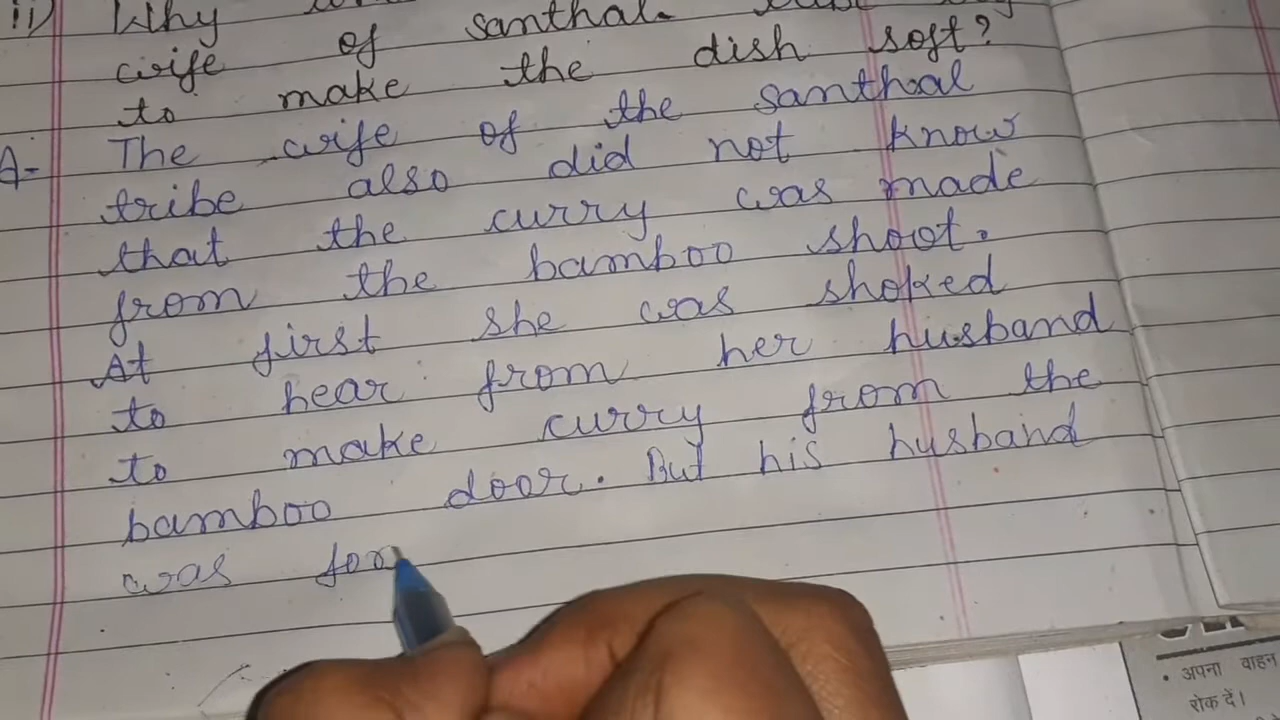 ii) Why
wife of santhal
to make the dish soft?
A- The wife of the santhal
tribe also did not know
that the curry was made
from the bamboo shoot.
At first she was shoked
to hear from her husband
to make curry from the
bamboo door. But his husband
was for
• अपना वाहन
रोक दें।